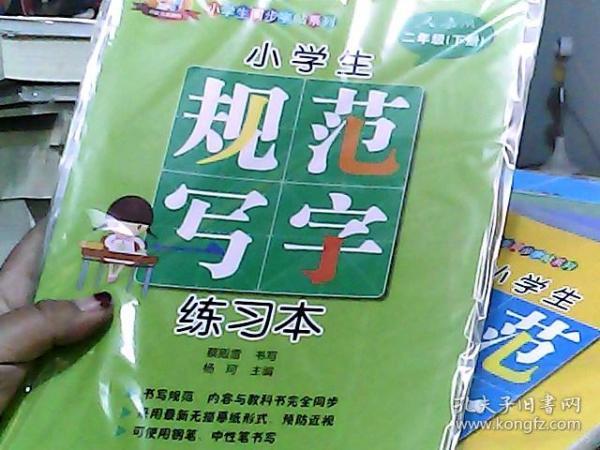 小学生同步字帖系列
人教版
二年级(下册)
小学生
规范
写字
练习本
书写
杨珂 主编
书写规范 内容与教科书完全同步
采用最新无描摹纸形式 预防近视
可使用钢笔、中性笔书写
小学生
范
孔夫子旧书网
www.kongfz.com